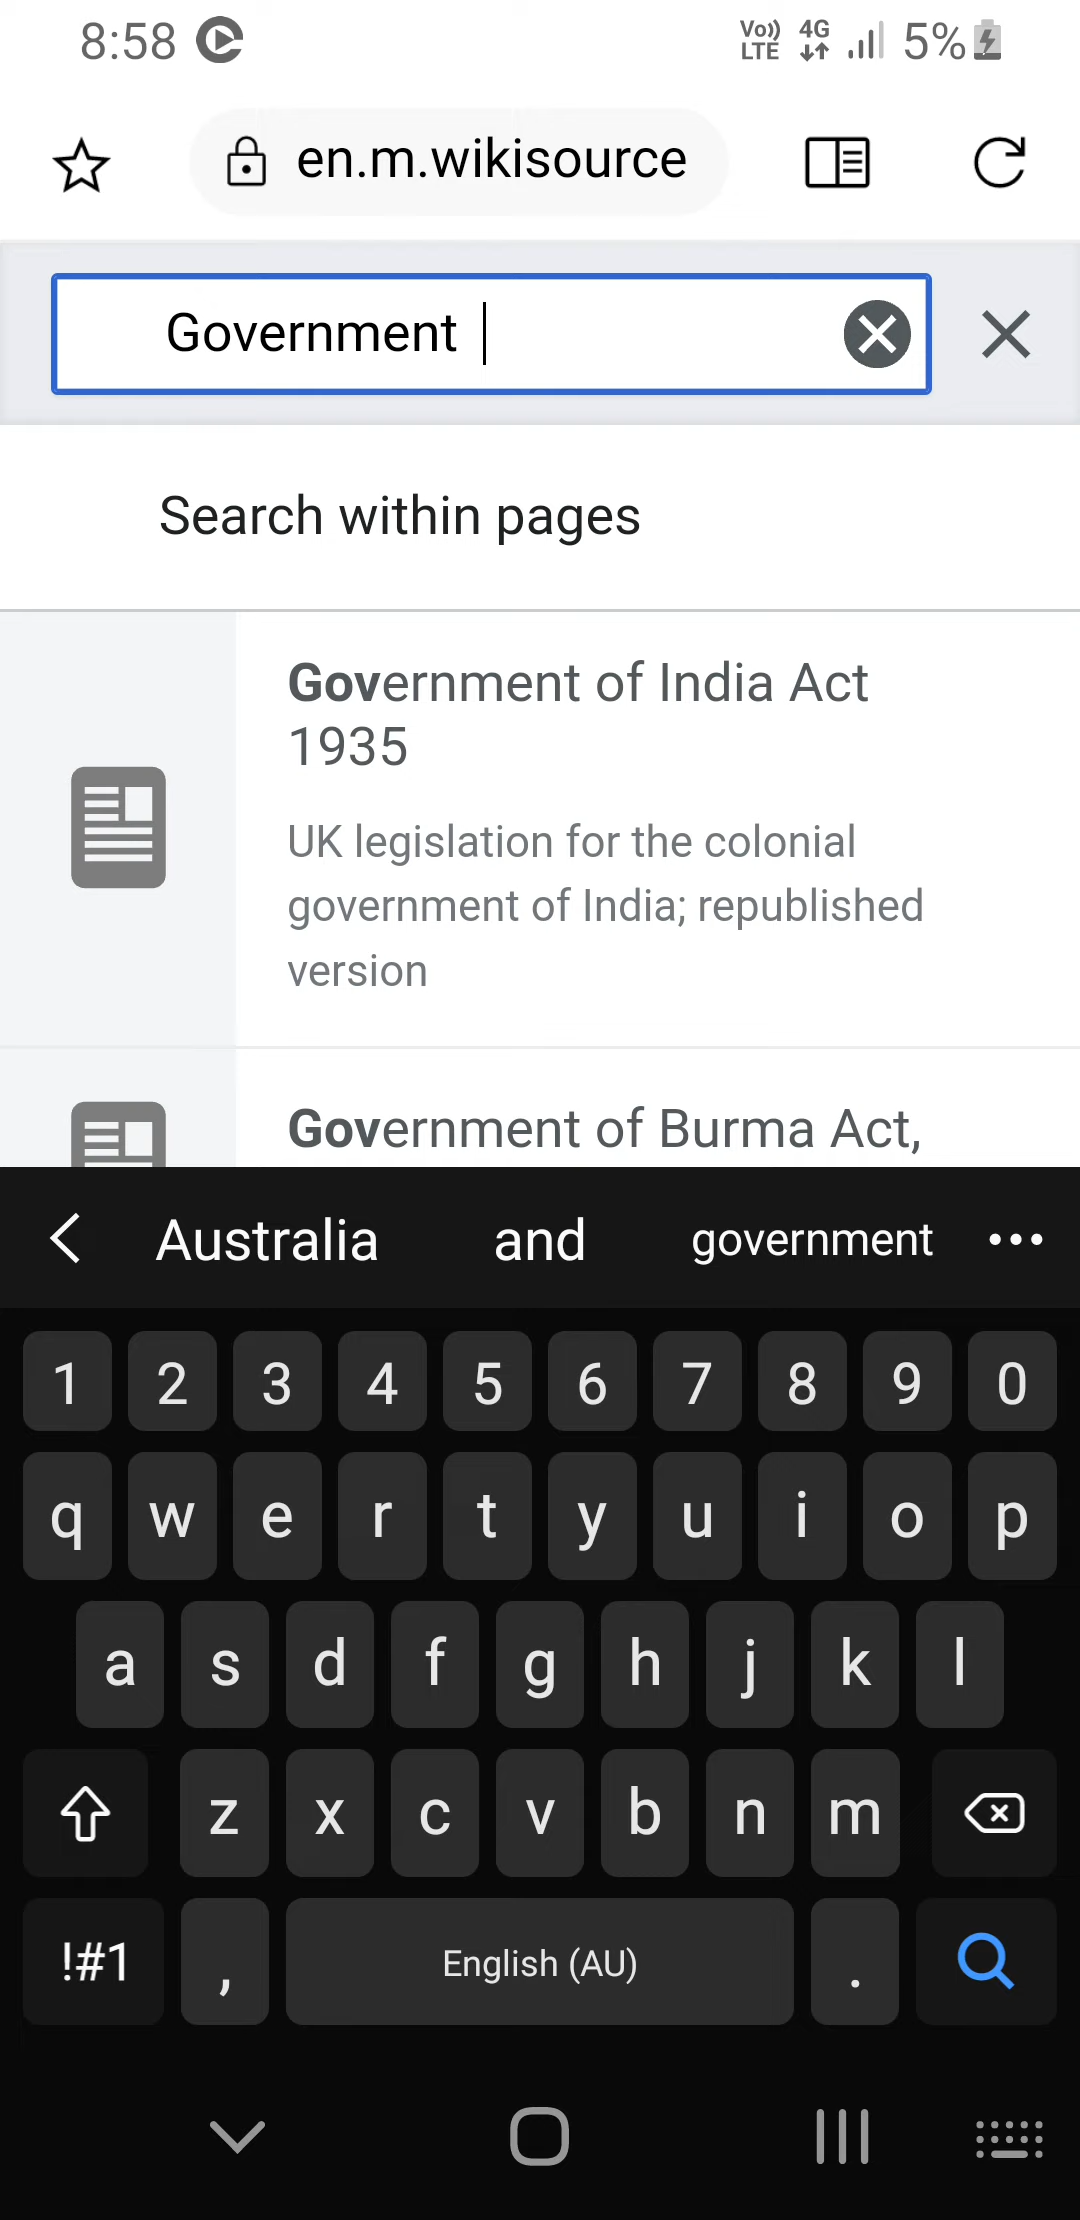 8:58 Vo)) LTE 4G 5%
en.m.wikisource
Government
Search within pages
Government of India Act
1935
UK legislation for the colonial
government of India; republished
version
Government of Burma Act,
Australia and government
1 2 3 4 5 6 7 8 9 0
q w e r t y u i o p
a s d f g h j k l
z x c v b n m
!#1 , English (AU) .